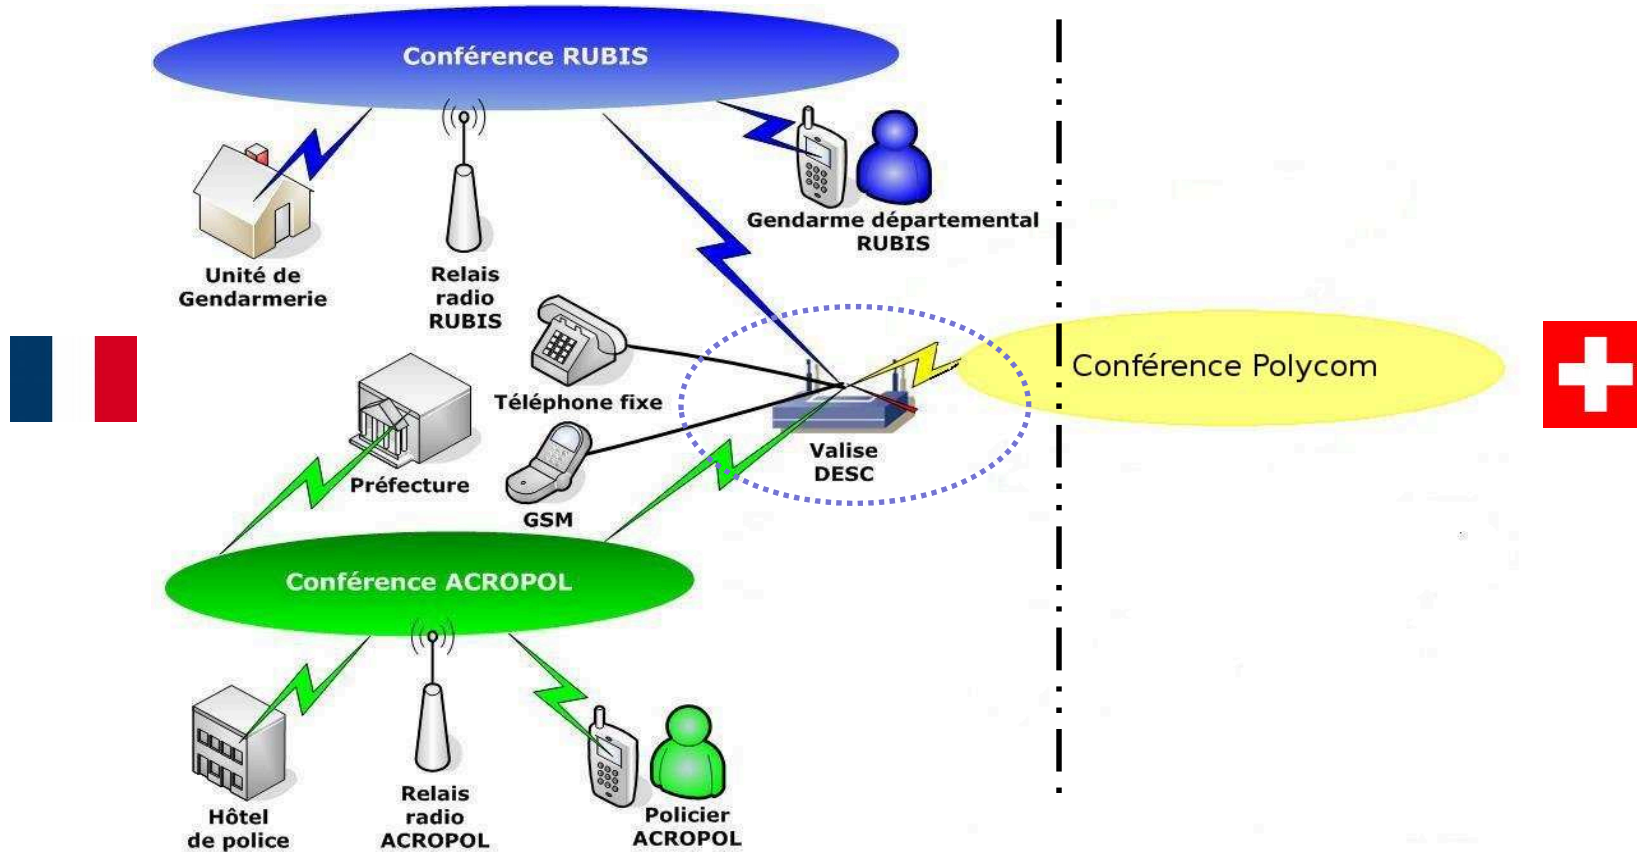 Conférence RUBIS
Gendarme départemental
RUBIS
Unité de
Gendarmerie
Relais
radio
RUBIS
Téléphone fixe
Conférence Polycom
Valise
DESC
Préfecture
GSM
Conférence ACROPOL
Hôtel
de police
Relais
radio
ACROPOL
Policier
ACROPOL